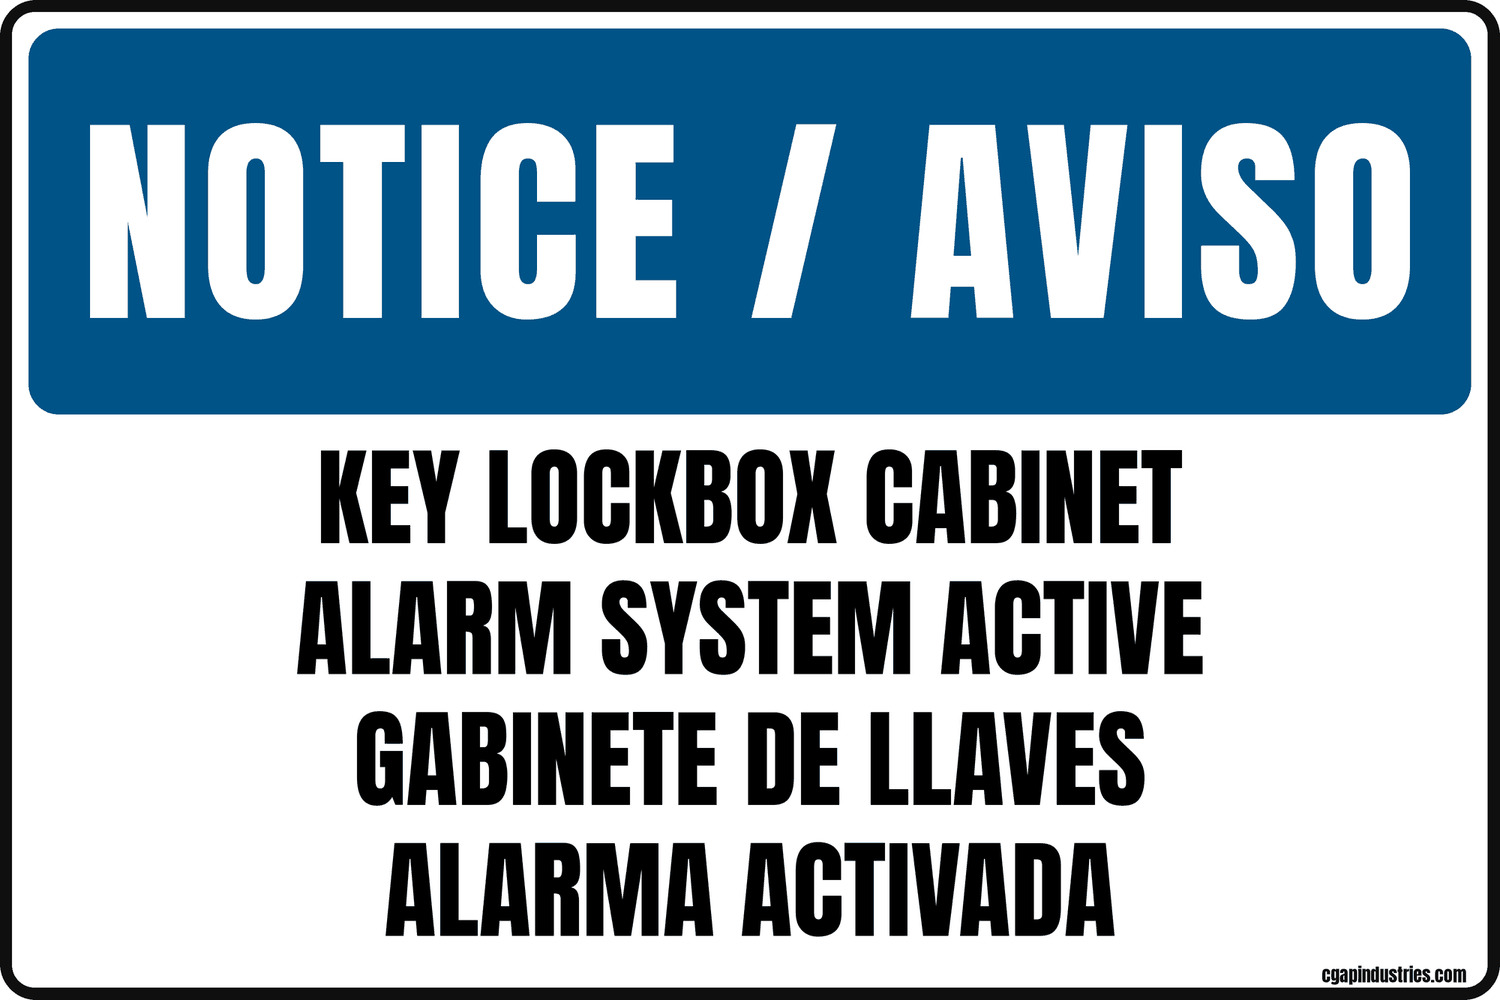 NOTICE / AVISO
KEY LOCKBOX CABINET
ALARM SYSTEM ACTIVE
GABINETE DE LLAVES
ALARMA ACTIVADA
cgapindustries.com